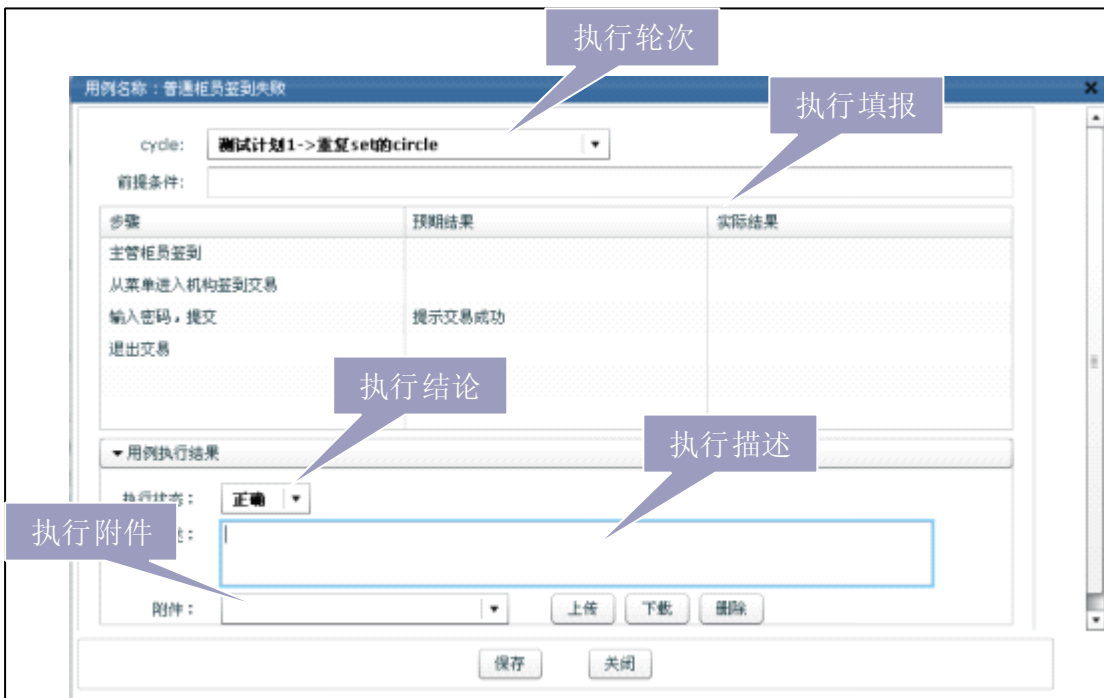 执行轮次
用例名称：普通柜员签到失败
执行填报
cycle: 测试计划1->重复set的circle
前提条件:
步骤 预期结果 实际结果
主管柜员签到
从菜单进入机构签到交易
输入密码，提交 提示交易成功
退出交易
执行结论
执行描述
用例执行结果
执行状态： 正确
执行附件
附件： 上传 下载 删除
保存 关闭